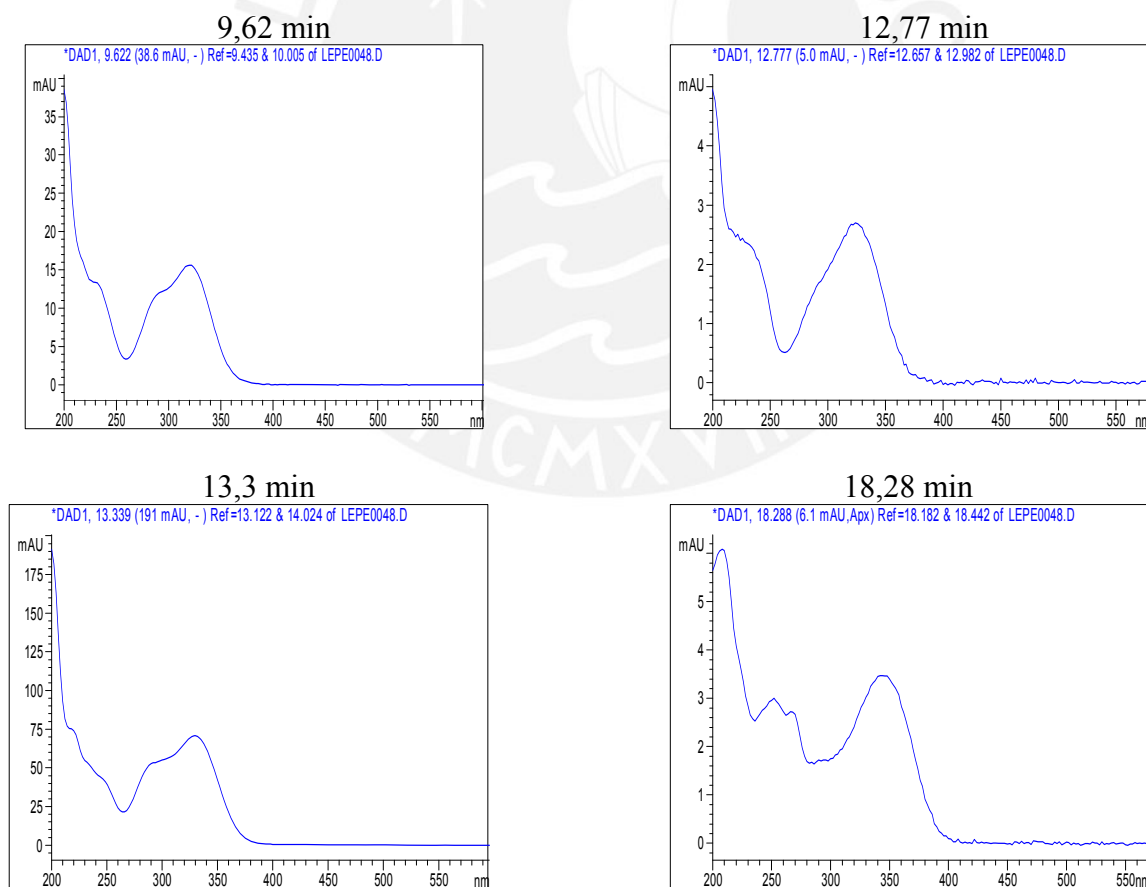 9,62 min
*DAD1, 9.622 (38.6 mAU, - ) Ref=9.435 & 10.005 of LEPE0048.D
mAU
35
30
25
20
15
10
5
0
200 250 300 350 400 450 500 550 nm
12,77 min
*DAD1, 12.777 (5.0 mAU, - ) Ref=12.657 & 12.982 of LEPE0048.D
mAU
4
3
2
1
0
200 250 300 350 400 450 500 550 nm
MCMXVII
13,3 min
*DAD1, 13.339 (191 mAU, - ) Ref=13.122 & 14.024 of LEPE0048.D
mAU
175
150
125
100
75
50
25
0
200 250 300 350 400 450 500 550 nm
18,28 min
*DAD1, 18.288 (6.1 mAU,Apx) Ref=18.182 & 18.442 of LEPE0048.D
mAU
5
4
3
2
1
0
200 250 300 350 400 450 500 550 nm